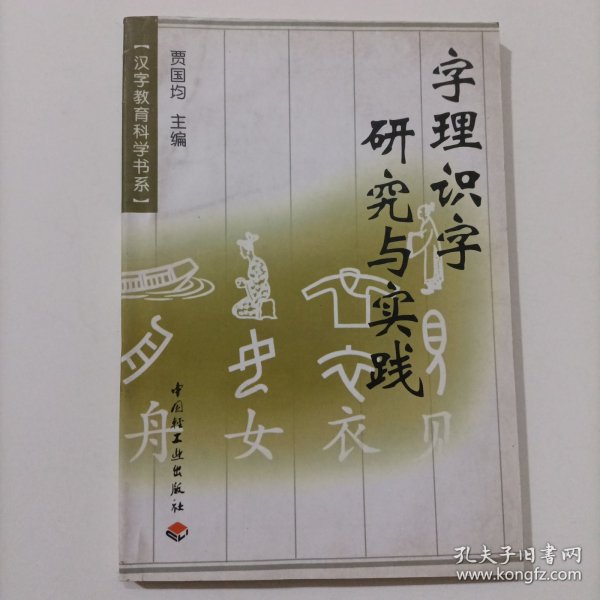 字理识字
研究与实践
贾国均 主编
【汉字教育科学书系】
舟 女 衣 见
中国轻工业出版社
孔夫子旧书网
www.kongfz.com